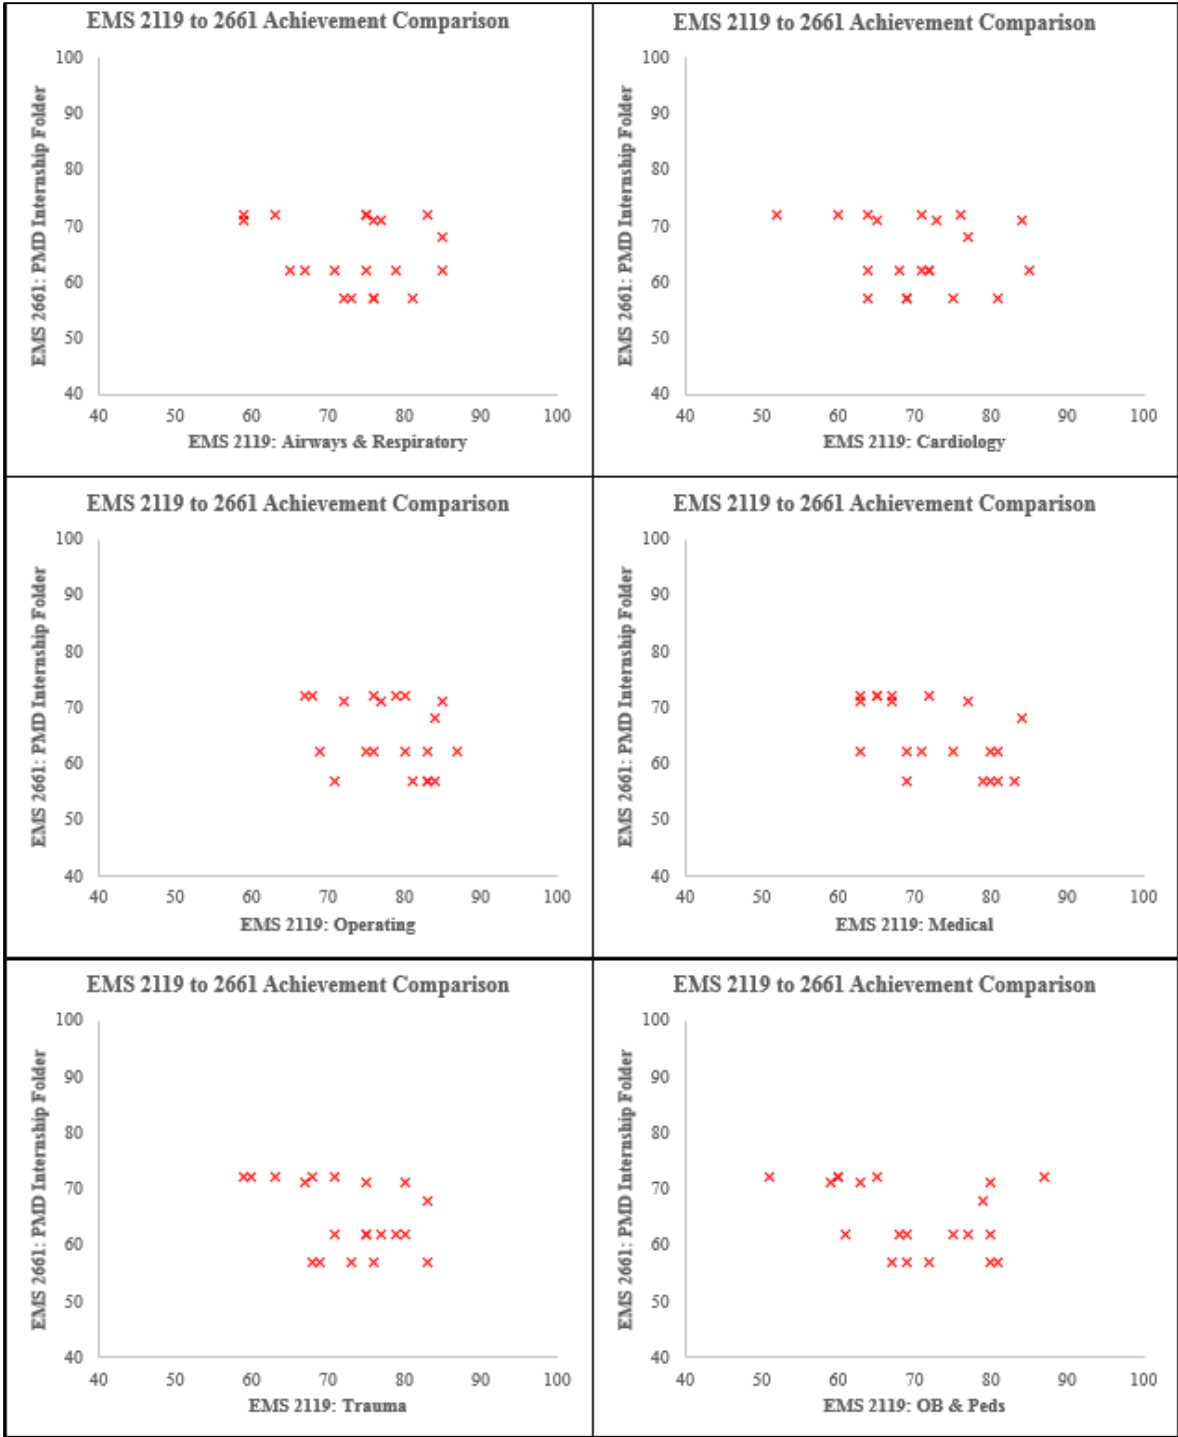 EMS 2119 to 2661 Achievement Comparison
EMS 2661: PMD Internship Folder
100
90
80
70
60
50
40
40 50 60 70 80 90 100
EMS 2119: Airways & Respiratory
EMS 2119 to 2661 Achievement Comparison
EMS 2661: PMD Internship Folder
100
90
80
70
60
50
40
40 50 60 70 80 90 100
EMS 2119: Cardiology
EMS 2119 to 2661 Achievement Comparison
EMS 2661: PMD Internship Folder
100
90
80
70
60
50
40
40 50 60 70 80 90 100
EMS 2119: Operating
EMS 2119 to 2661 Achievement Comparison
EMS 2661: PMD Internship Folder
100
90
80
70
60
50
40
40 50 60 70 80 90 100
EMS 2119: Medical
EMS 2119 to 2661 Achievement Comparison
EMS 2661: PMD Internship Folder
100
90
80
70
60
50
40
40 50 60 70 80 90 100
EMS 2119: Trauma
EMS 2119 to 2661 Achievement Comparison
EMS 2661: PMD Internship Folder
100
90
80
70
60
50
40
40 50 60 70 80 90 100
EMS 2119: OB & Peds